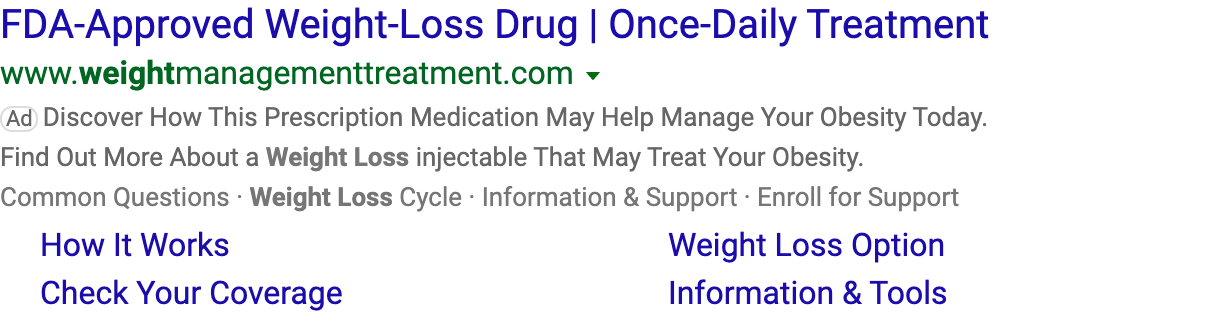 FDA-Approved Weight-Loss Drug | Once-Daily Treatment
www.weightmanagementtreatment.com
Ad Discover How This Prescription Medication May Help Manage Your Obesity Today.
Find Out More About a Weight Loss injectable That May Treat Your Obesity.
Common Questions · Weight Loss Cycle · Information & Support · Enroll for Support
How It Works Weight Loss Option
Check Your Coverage Information & Tools